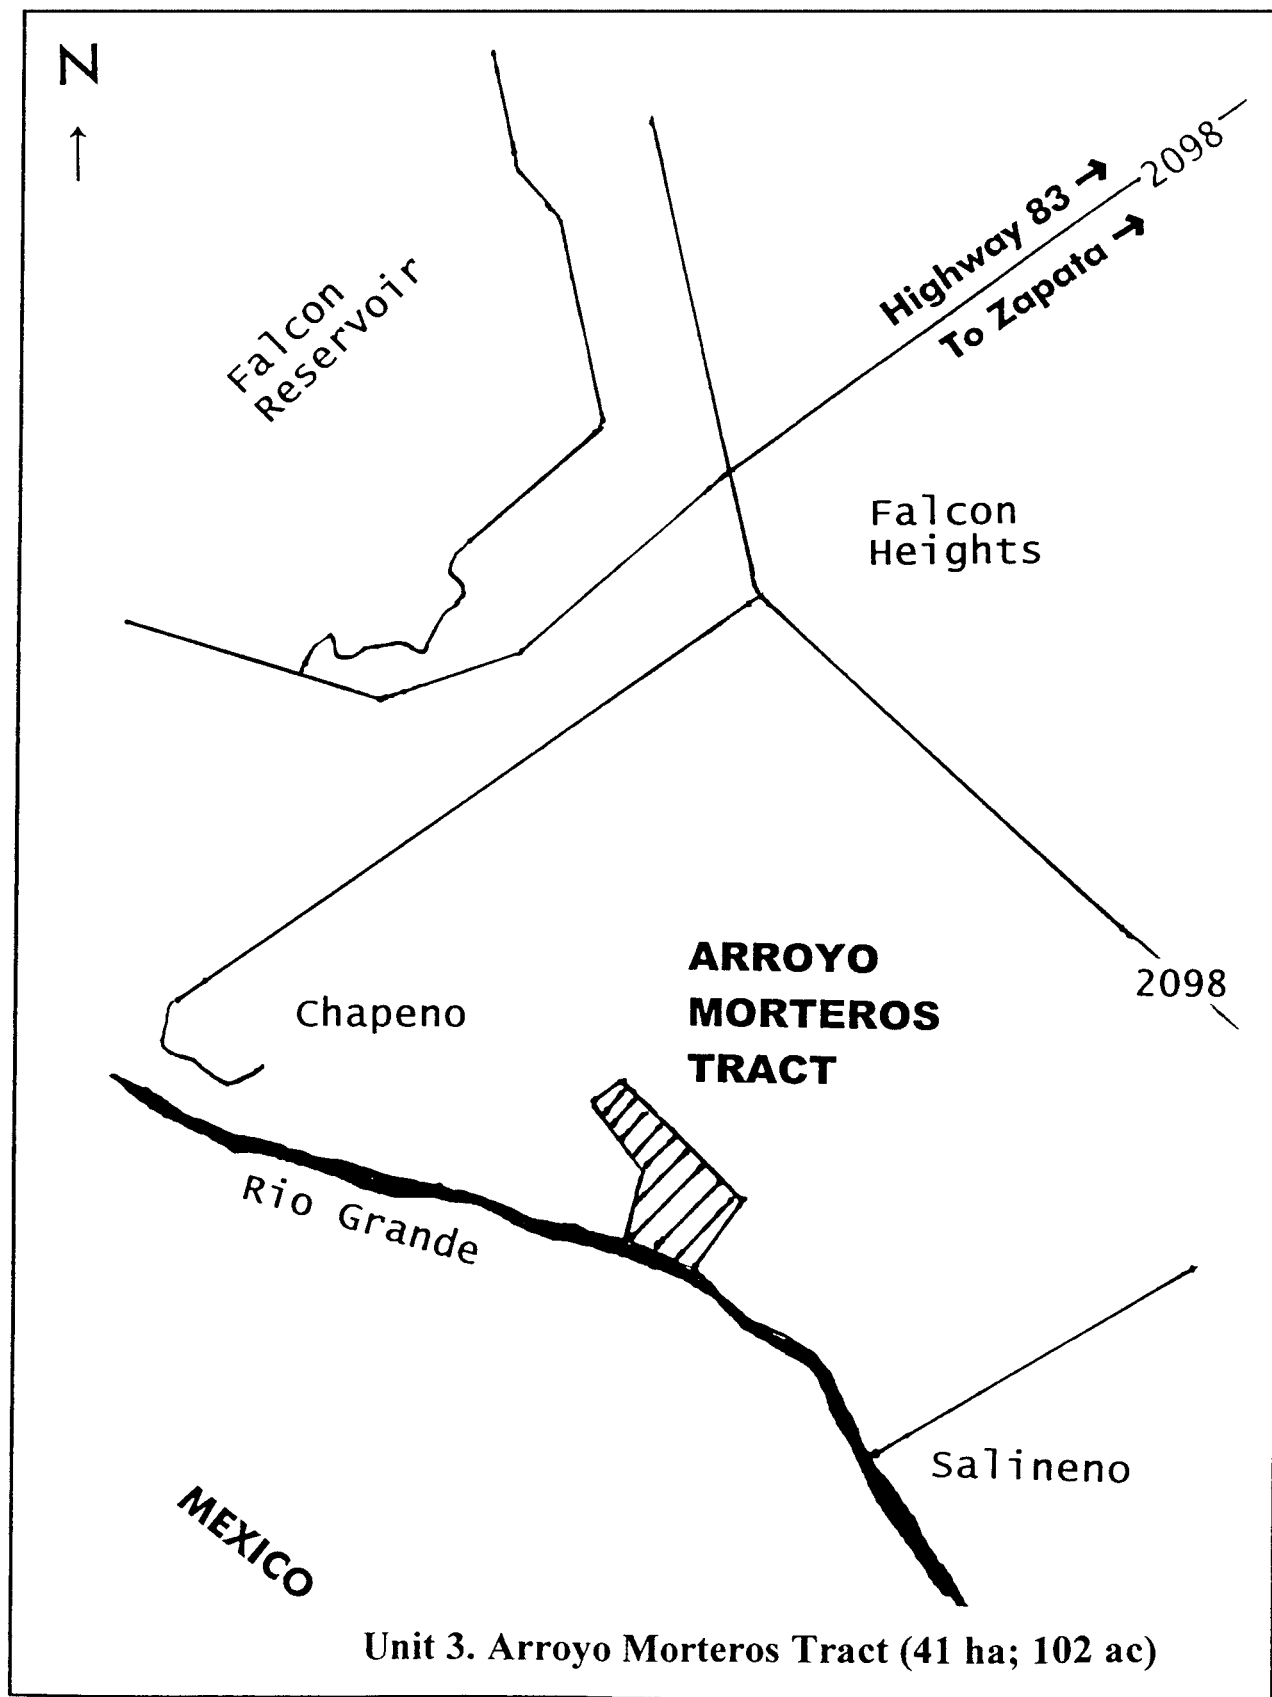 N
↑
Falcon
Reservoir
Highway 83 →
2098
To Zapata →
Falcon
Heights
ARROYO
MORTEROS
TRACT
2098
Chapeno
Rio Grande
Salineno
MEXICO
Unit 3. Arroyo Morteros Tract (41 ha; 102 ac)